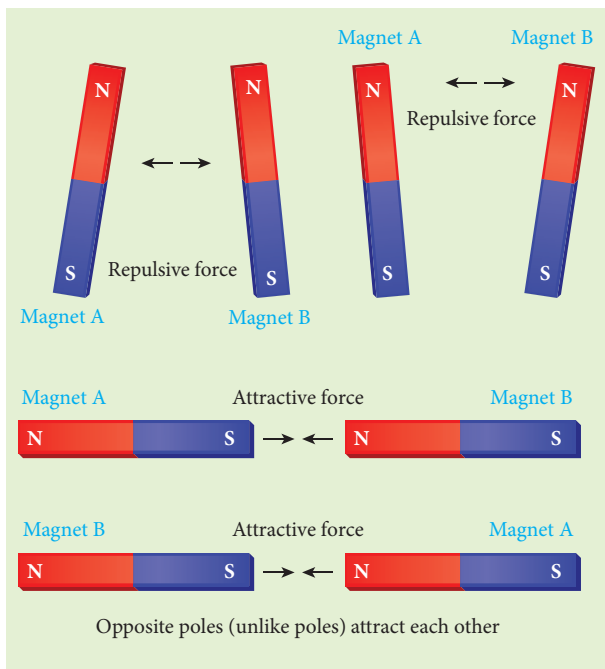 Magnet A
Magnet B
N
N
N
N
Repulsive force
S
S
S
S
Repulsive force
Magnet A
Magnet B
Magnet A
Attractive force
Magnet B
N
S
N
S
Magnet B
Attractive force
Magnet A
N
S
N
S
Opposite poles (unlike poles) attract each other